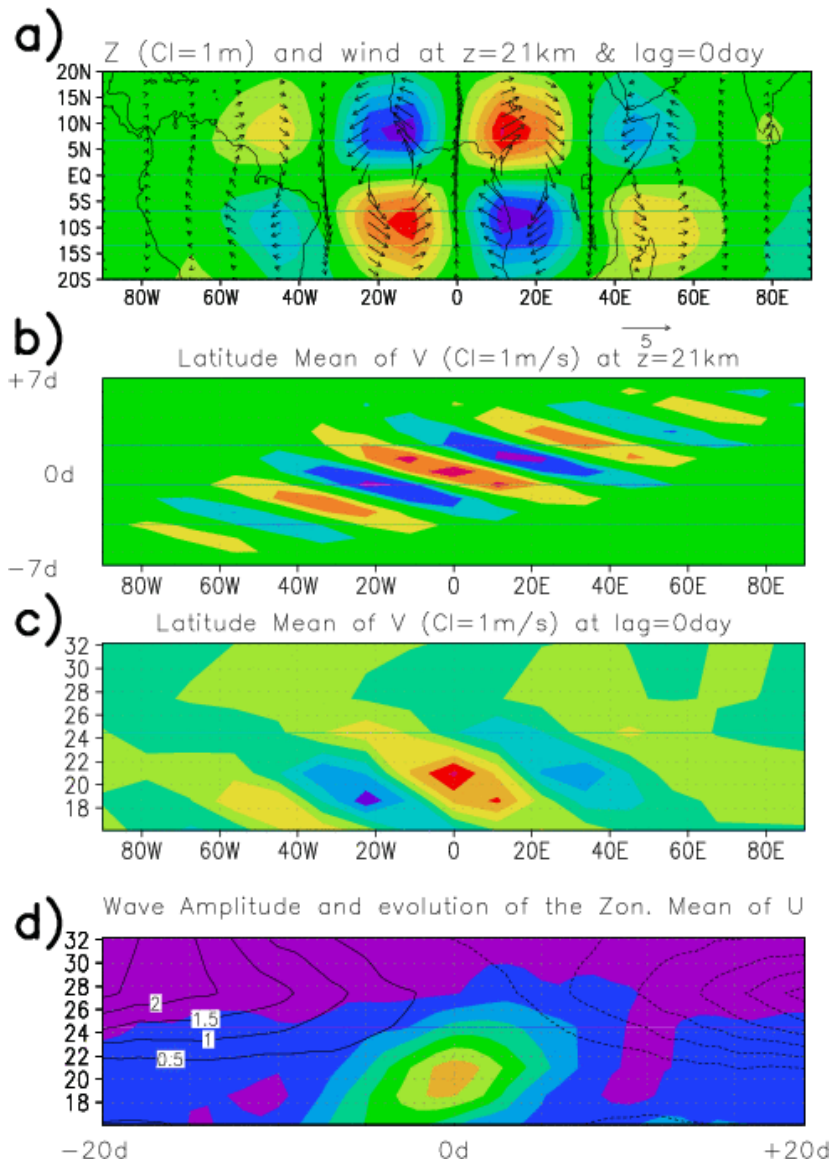 a)
Z (CI=1m) and wind at z=21km & lag=0day
20N
15N
10N
5N
EQ
5S
10S
15S
20S
80W 60W 40W 20W 0 20E 40E 60E 80E
5
b)
Latitude Mean of V (CI=1m/s) at z=21km
+7d
0d
−7d
80W 60W 40W 20W 0 20E 40E 60E 80E
c)
Latitude Mean of V (CI=1m/s) at lag=0day
32
30
28
26
24
22
20
18
80W 60W 40W 20W 0 20E 40E 60E 80E
d)
Wave Amplitude and evolution of the Zon. Mean of U
32
30
28
26
24
22
20
18
2
1.5
1
0.5
−20d 0d +20d